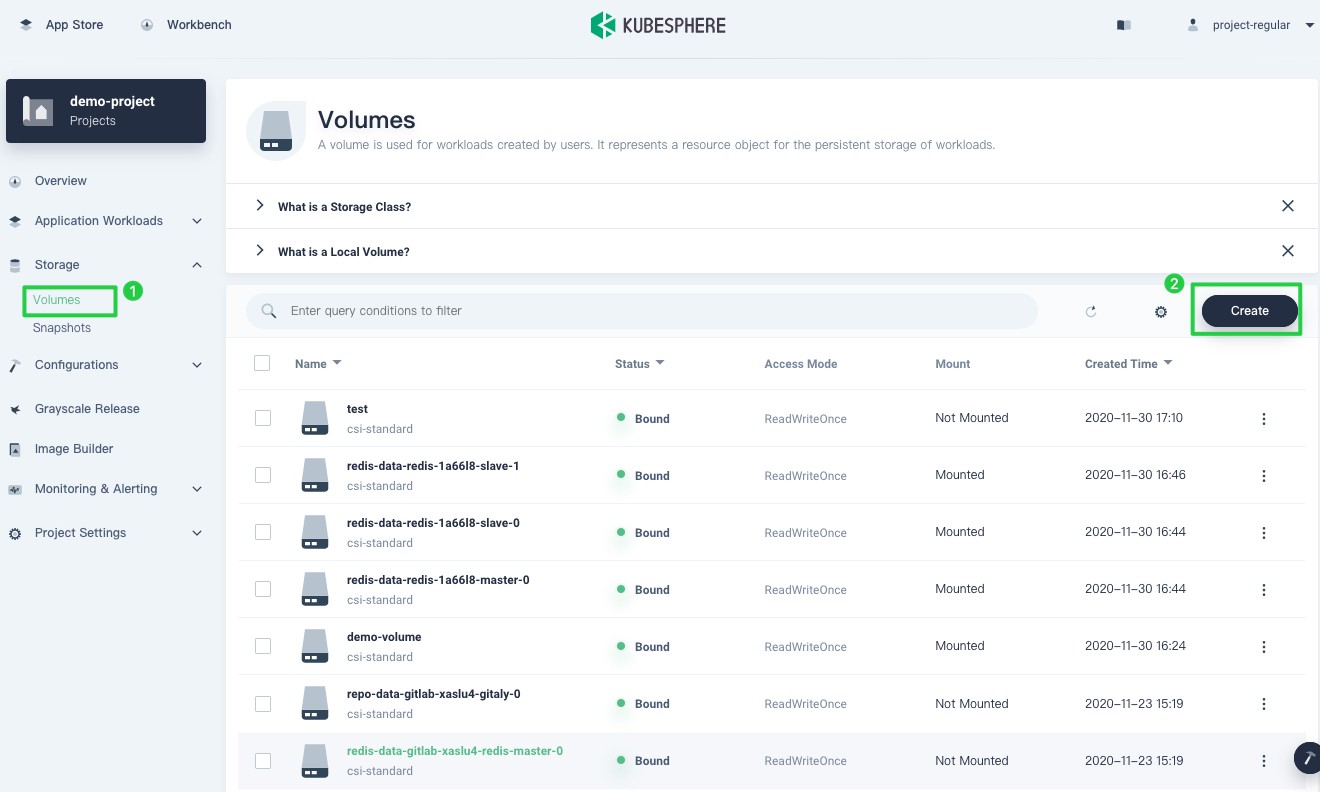 App Store
Workbench
KUBESPHERE
project-regular
demo-project
Projects
Overview
Application Workloads
Storage
Volumes
1
Snapshots
Configurations
Grayscale Release
Image Builder
Monitoring & Alerting
Project Settings
Volumes
A volume is used for workloads created by users. It represents a resource object for the persistent storage of workloads.
What is a Storage Class?
What is a Local Volume?
Enter query conditions to filter
2
Create
Name Status Access Mode Mount Created Time
test
csi-standard
Bound ReadWriteOnce Not Mounted 2020-11-30 17:10
redis-data-redis-1a66l8-slave-1
csi-standard
Bound ReadWriteOnce Mounted 2020-11-30 16:46
redis-data-redis-1a66l8-slave-0
csi-standard
Bound ReadWriteOnce Mounted 2020-11-30 16:44
redis-data-redis-1a66l8-master-0
csi-standard
Bound ReadWriteOnce Mounted 2020-11-30 16:44
demo-volume
csi-standard
Bound ReadWriteOnce Mounted 2020-11-30 16:24
repo-data-gitlab-xaslu4-gitaly-0
csi-standard
Bound ReadWriteOnce Not Mounted 2020-11-23 15:19
redis-data-gitlab-xaslu4-redis-master-0
csi-standard
Bound ReadWriteOnce Not Mounted 2020-11-23 15:19